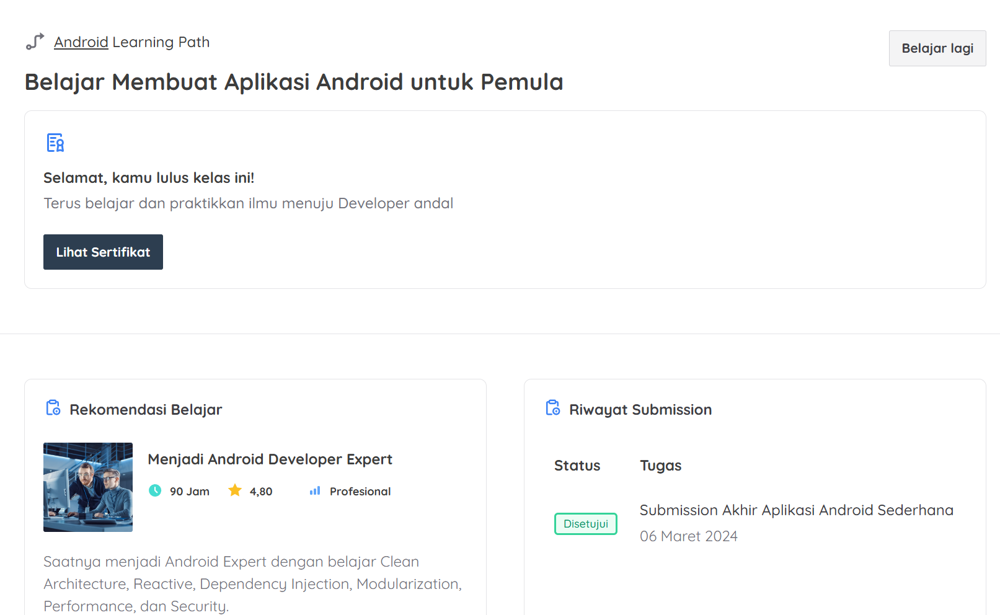 Android Learning Path
Belajar lagi
Belajar Membuat Aplikasi Android untuk Pemula
Selamat, kamu lulus kelas ini!
Terus belajar dan praktikkan ilmu menuju Developer andal
Lihat Sertifikat
Rekomendasi Belajar
Menjadi Android Developer Expert
90 Jam 4,80 Profesional
Saatnya menjadi Android Expert dengan belajar Clean
Architecture, Reactive, Dependency Injection, Modularization,
Performance, dan Security.
Riwayat Submission
Status Tugas
Disetujui
Submission Akhir Aplikasi Android Sederhana
06 Maret 2024